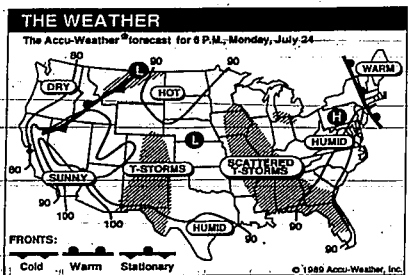 THE WEATHER
The Accu-Weather® forecast for 6 P.M., Monday, July 24
80
90
90
L
WARM
DRY
HOT
H
L
HUMID
SCATTERED
T-STORMS
T-STORMS
80
SUNNY
90
100
100
HUMID
90
90
FRONTS:
Cold Warm Stationary
© 1989 Accu-Weather, Inc.